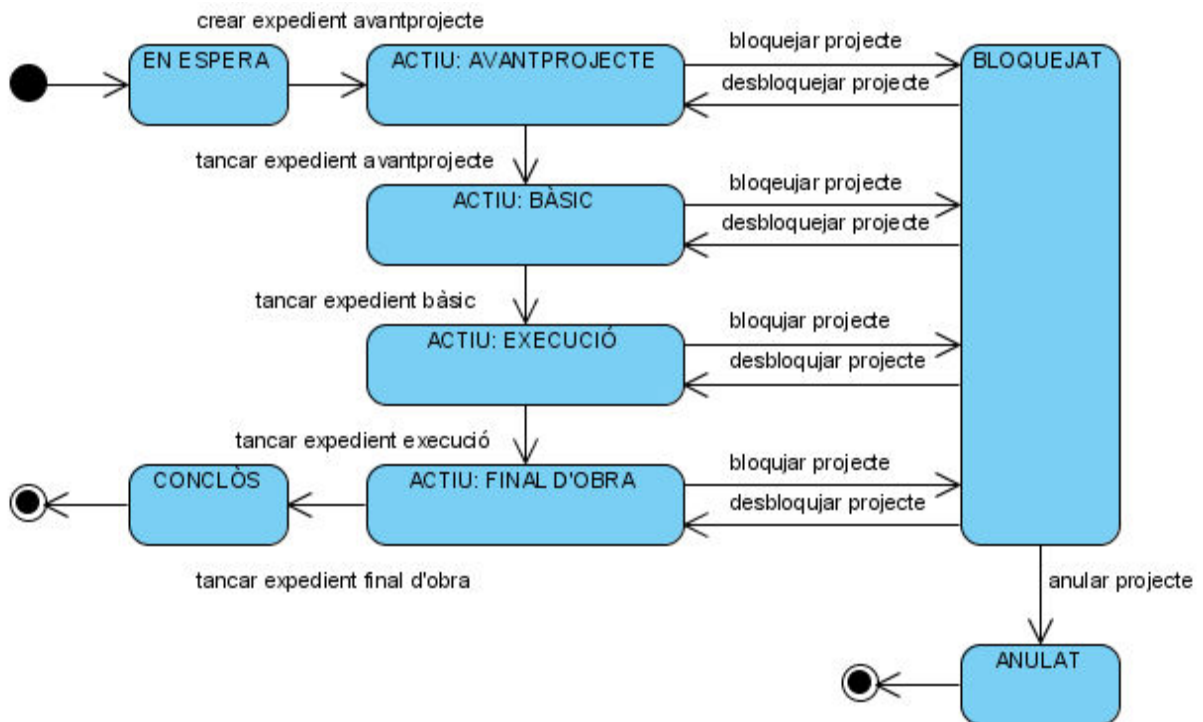 crear expedient avantprojecte
EN ESPERA
ACTIU: AVANTPROJECTE
bloquejar projecte
BLOQUEJAT
desbloquejar projecte
tancar expedient avantprojecte
ACTIU: BÀSIC
bloqeujar projecte
desbloquejar projecte
tancar expedient bàsic
ACTIU: EXECUCIÓ
bloqujar projecte
desbloqujar projecte
tancar expedient execució
CONCLÒS
ACTIU: FINAL D'OBRA
bloqujar projecte
desbloqujar projecte
tancar expedient final d'obra
anular projecte
ANULAT